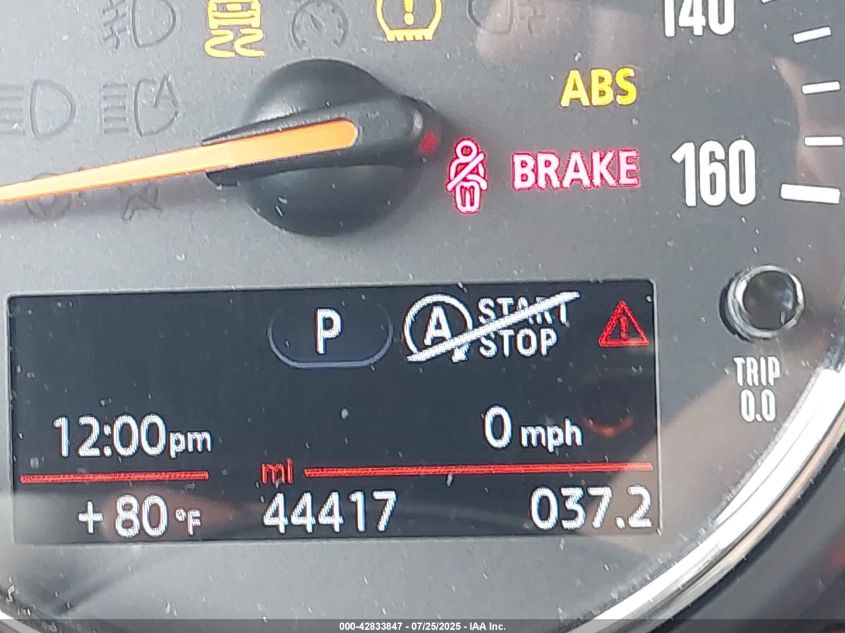 140
ABS
BRAKE
160
P
A
START
STOP
TRIP
0.0
12:00pm
0 mph
mi
+80°F
44417
037.2
000-42833847 - 07/25/2025 - IAA Inc.